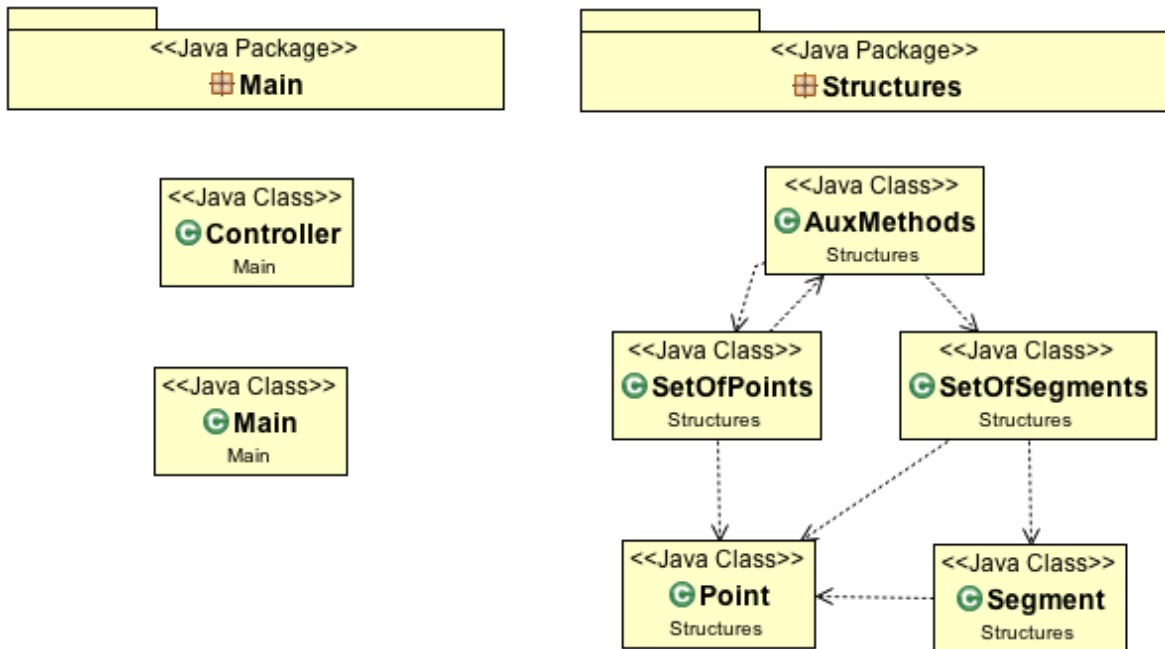 <<Java Package>>
Main
<<Java Package>>
Structures
<<Java Class>>
Controller
Main
<<Java Class>>
AuxMethods
Structures
<<Java Class>>
Main
Main
<<Java Class>>
SetOfPoints
Structures
<<Java Class>>
SetOfSegments
Structures
<<Java Class>>
Point
Structures
<<Java Class>>
Segment
Structures